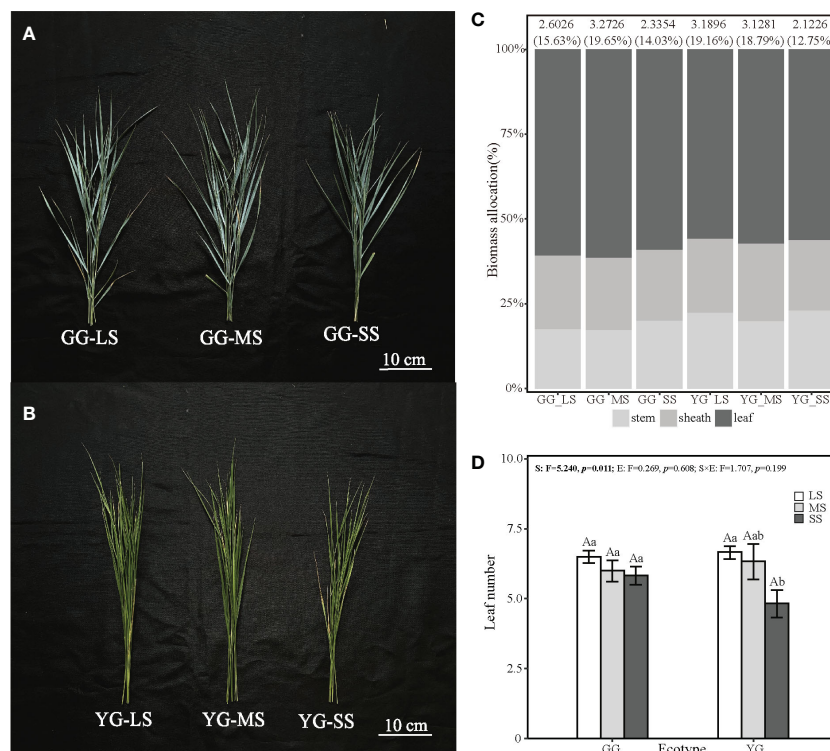 A
GG-LS
GG-MS
GG-SS
10 cm
B
YG-LS
YG-MS
YG-SS
10 cm
C
2.6026 3.2726 2.3354 3.1896 3.1281 2.1226
(15.63%) (19.65%) (14.03%) (19.16%) (18.79%) (12.75%)
100%
75%
50%
25%
0%
Biomass allocation(%)
GG_LS GG_MS GG_SS YG_LS YG_MS YG_SS
stem sheath leaf
D
10.0
7.5
5.0
2.5
0
Leaf number
S: F=5.240, p=0.011; E: F=0.269, p=0.608; S×E: F=1.707, p=0.199
LS
MS
SS
Aa Aa Aa Aa Aab Ab
GG Ecotype YG